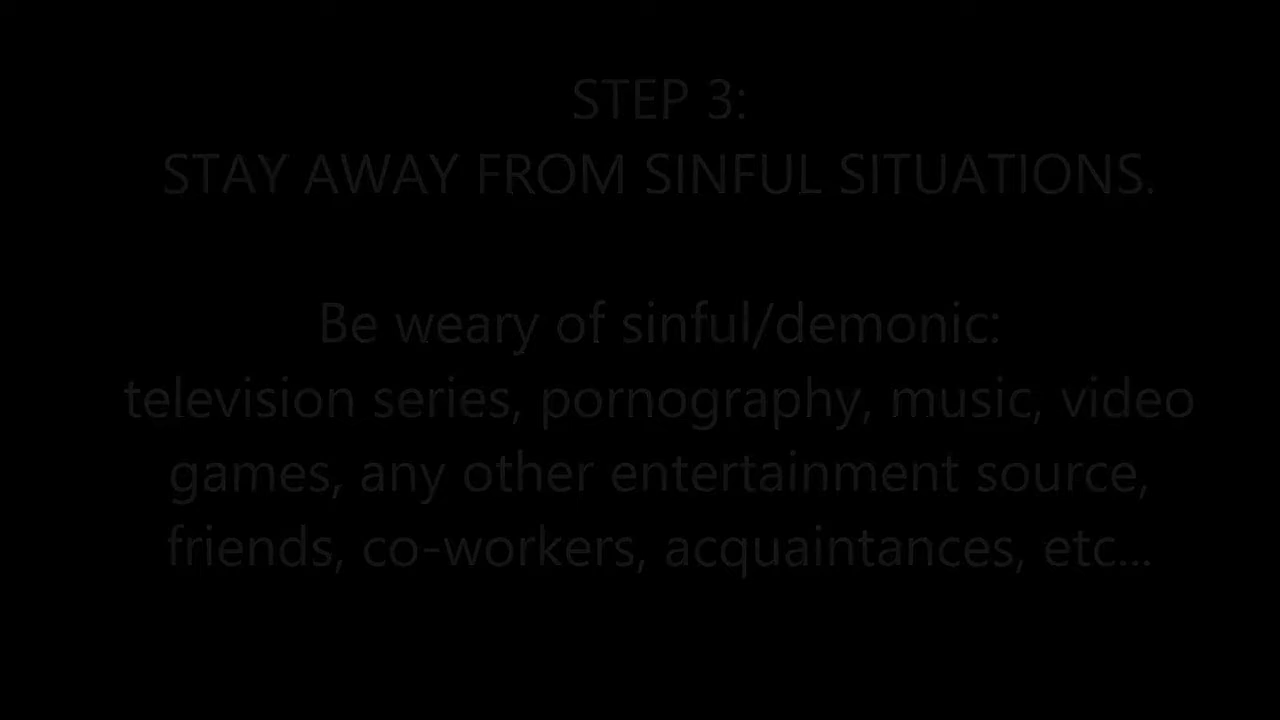 STEP 3:
STAY AWAY FROM SINFUL SITUATIONS.
Be weary of sinful/demonic:
television series, pornography, music, video
games, any other entertainment source,
friends, co-workers, acquaintances, etc...